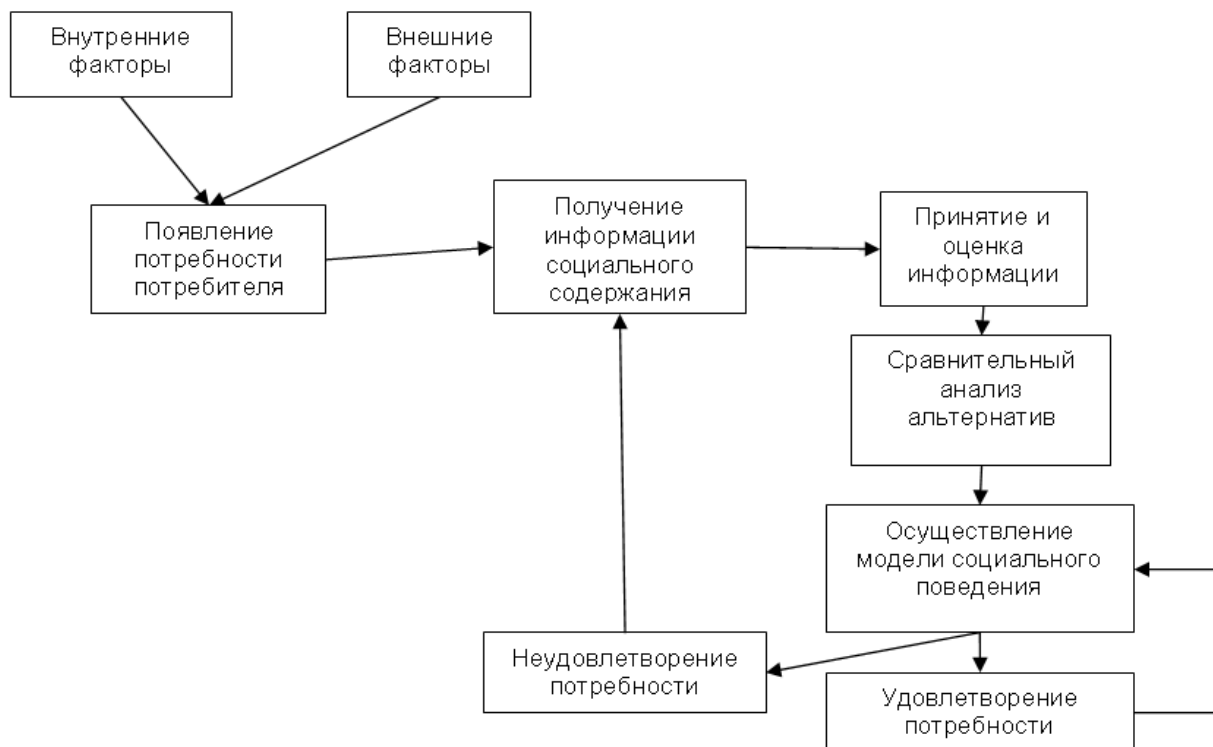 Внутренние
факторы
Внешние
факторы
Появление
потребности
потребителя
Получение
информации
социального
содержания
Принятие и
оценка
информации
Сравнительный
анализ
альтернатив
Осуществление
модели социального
поведения
Неудовлетворение
потребности
Удовлетворение
потребности